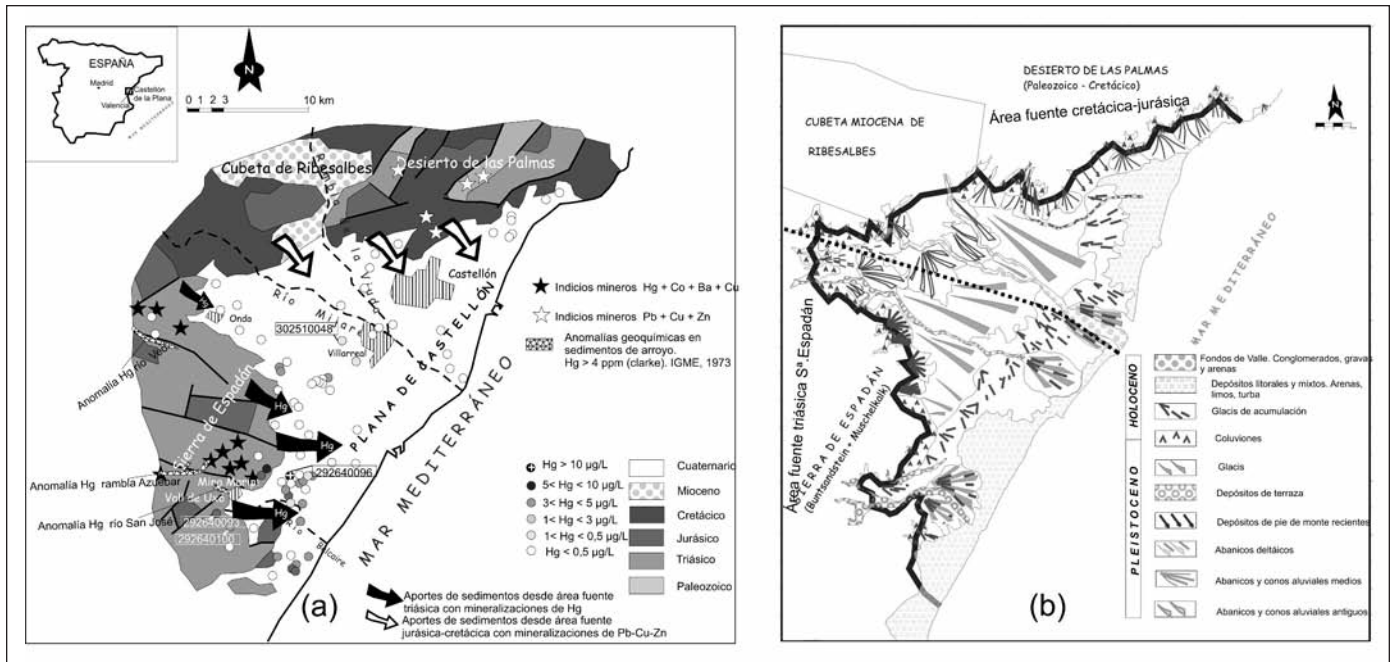 ESPAÑA
Madrid
Castellón
de la Plana
Valencia
N
0 1 2 3 10 km
Cubeta de Ribesalbes
Desierto de las Palmas
Rambla
la Viuda
Castellón
Río
Mijares
Onda
302510048
Villarreal
Hg
Anomalía Hg río Veo
Sierra de Espadán
Hg
Hg
PLANA DE CASTELLÓN
MAR MEDITERRÁNEO
292640096
Anomalía Hg rambla Azuebar
Vall de Uxó
Anomalía Hg río San José
292640093
Hg
292640100
Río
Belcaire
Indicios mineros Hg + Co + Ba + Cu
Indicios mineros Pb + Cu + Zn
Anomalías geoquímicas en
sedimentos de arroyo.
Hg > 4 ppm (clarke). IGME, 1973
Hg > 10 µg/L
5< Hg < 10 µg/L
3< Hg < 5 µg/L
1< Hg < 3 µg/L
1< Hg < 0,5 µg/L
Hg < 0,5 µg/L
Cuaternario
Mioceno
Cretácico
Jurásico
Triásico
Paleozoico
Aportes de sedimentos desde área fuente
triásica con mineralizaciones de Hg
Aportes de sedimentos desde área fuente
jurásica-cretácica con mineralizaciones de Pb-Cu-Zn
(a)
DESIERTO DE LAS PALMAS
(Paleozoico - Cretácico)
Área fuente cretácica-jurásica
N
CUBETA MIOCENA DE
RIBESALBES
Área fuente triásica Sª.Espadán
SIERRA DE ESPADÁN
(Buntsandstein + Muschelkalk)
MAR MEDITERRÁNEO
(b)
HOLOCENO
PLEISTOCENO
Fondos de Valle. Conglomerados, gravas
y arenas
Depósitos litorales y mixtos. Arenas,
limos, turba
Glacis de acumulación
Coluviones
Glacis
Depósitos de terraza
Depósitos de pie de monte recientes
Abanicos deltáicos
Abanicos y conos aluviales medios
Abanicos y conos aluviales antiguos